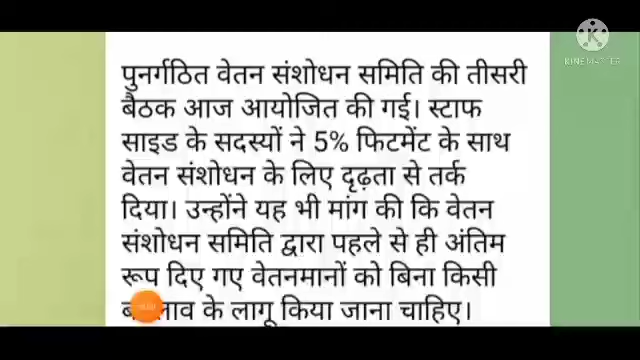 KINEMASTER
पुनर्गठित वेतन संशोधन समिति की तीसरी
बैठक आज आयोजित की गई। स्टाफ
साइड के सदस्यों ने 5% फिटमेंट के साथ
वेतन संशोधन के लिए दृढ़ता से तर्क
दिया। उन्होंने यह भी मांग की कि वेतन
संशोधन समिति द्वारा पहले से ही अंतिम
रूप दिए गए वेतनमानों को बिना किसी
के लागू किया जाना चाहिए।